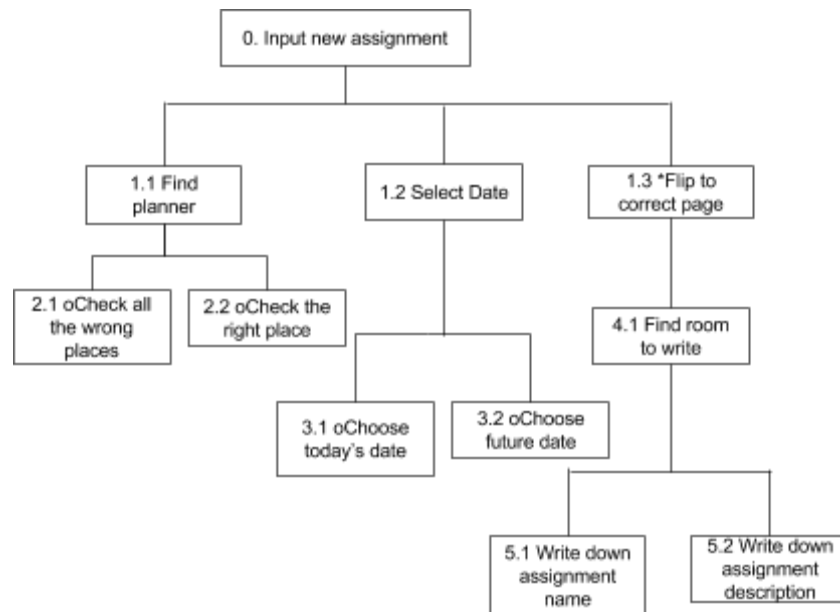 0. Input new assignment
1.1 Find
planner
1.2 Select Date
1.3 *Flip to
correct page
2.1 oCheck all
the wrong
places
2.2 oCheck the
right place
4.1 Find room
to write
3.1 oChoose
today's date
3.2 oChoose
future date
5.1 Write down
assignment
name
5.2 Write down
assignment
description